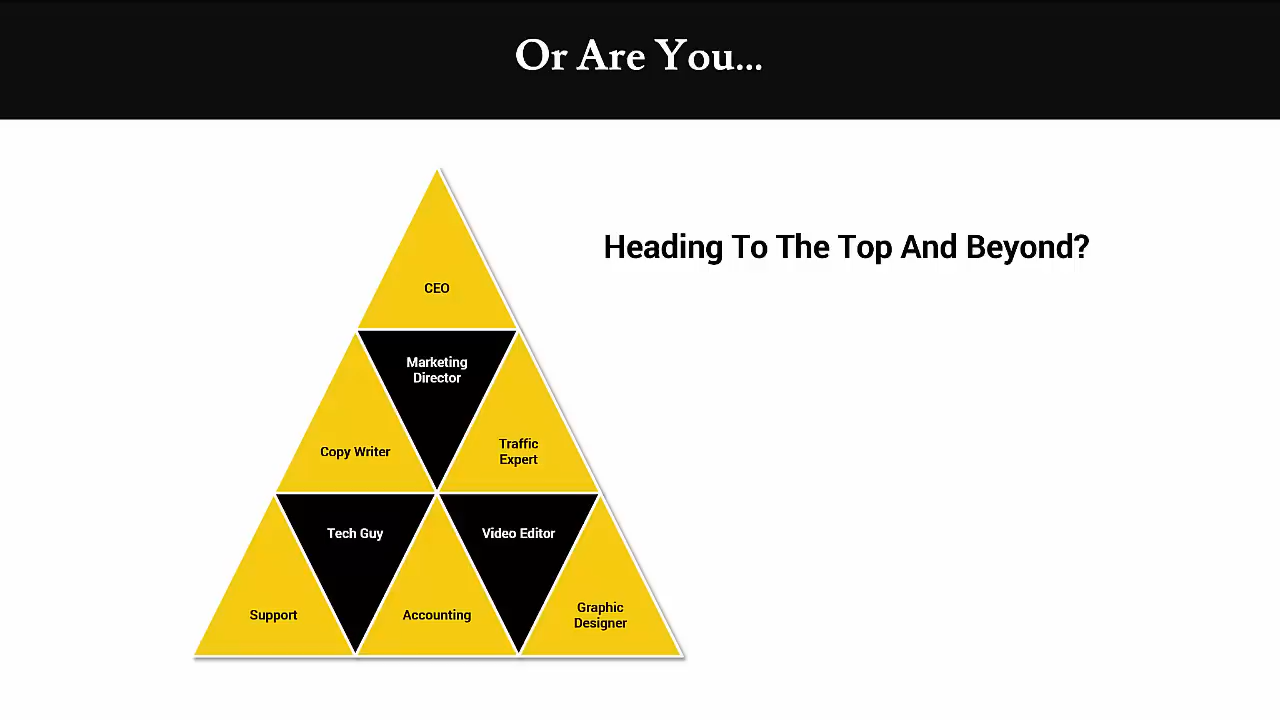 Or Are You...
Heading To The Top And Beyond?
CEO
Marketing
Director
Copy Writer
Traffic
Expert
Tech Guy
Video Editor
Support
Accounting
Graphic
Designer